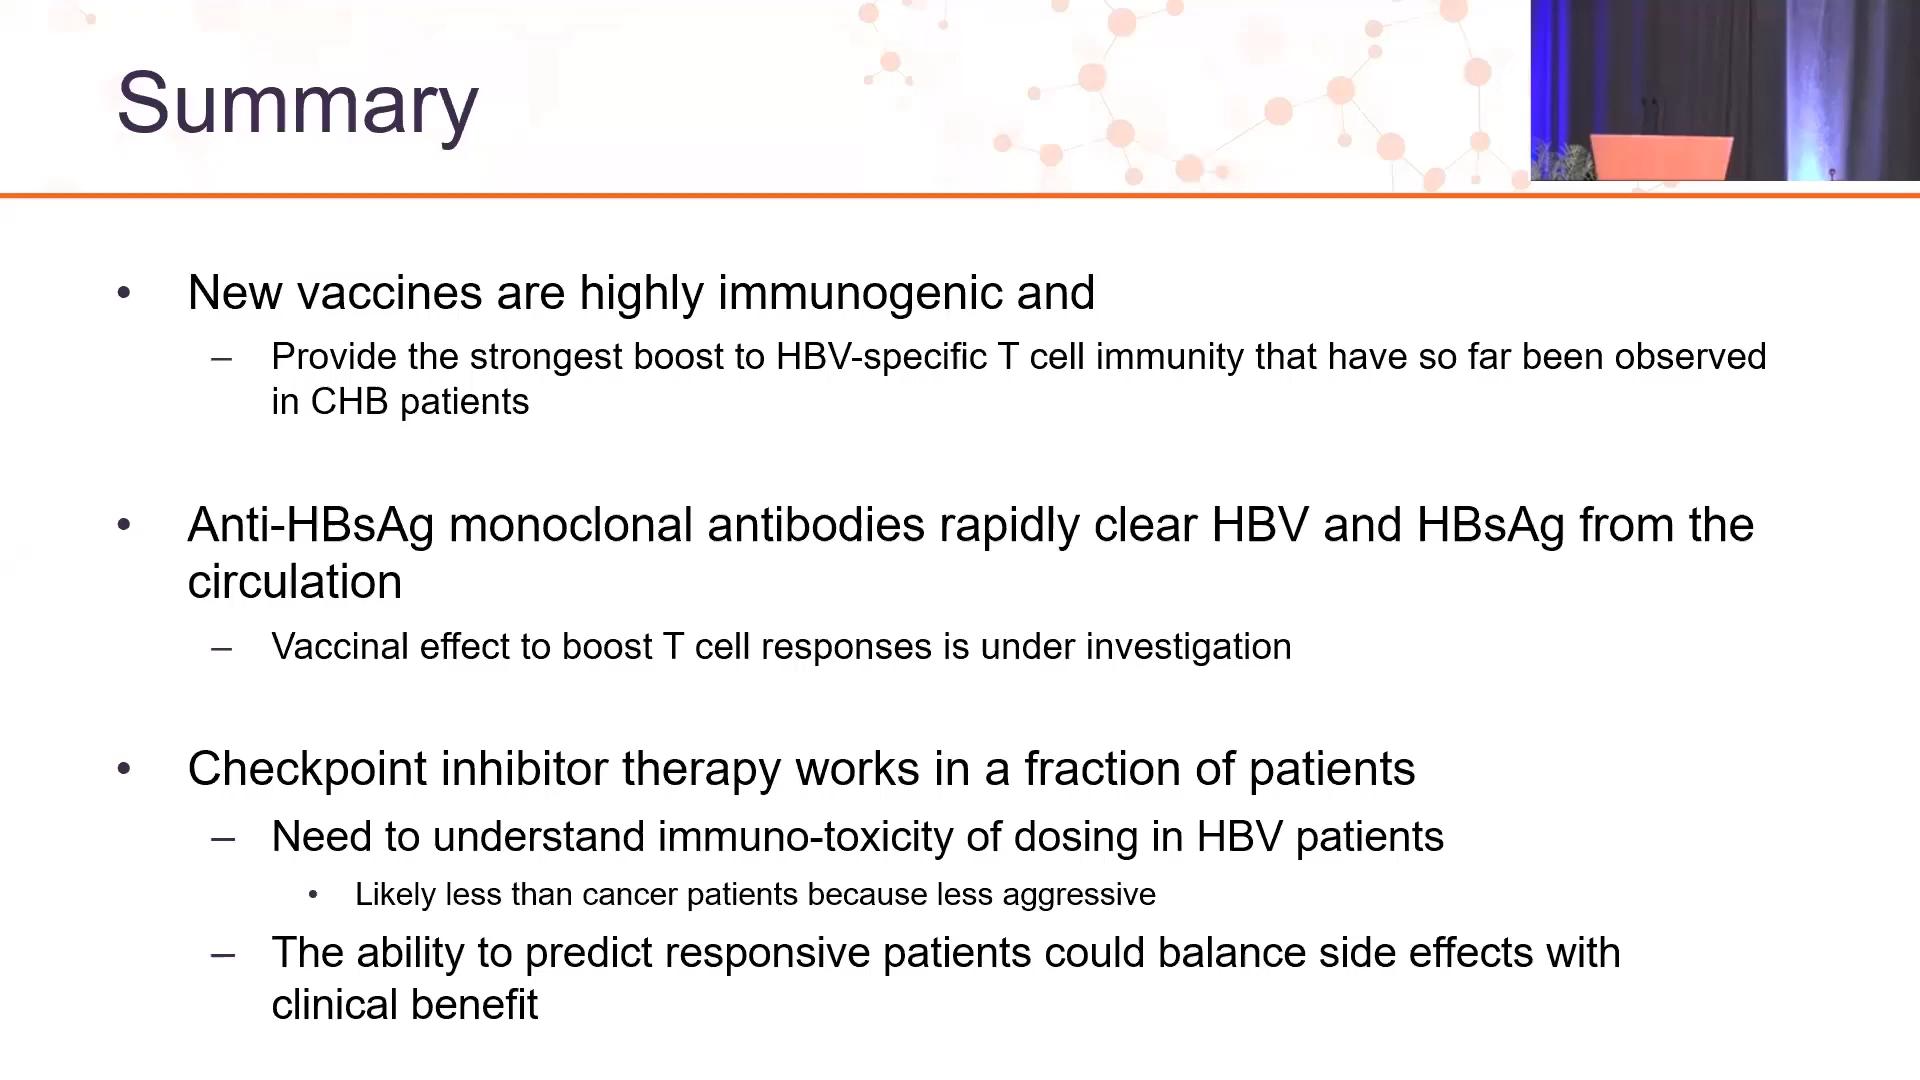 Summary
• New vaccines are highly immunogenic and
– Provide the strongest boost to HBV-specific T cell immunity that have so far been observed
in CHB patients
• Anti-HBsAg monoclonal antibodies rapidly clear HBV and HBsAg from the
circulation
– Vaccinal effect to boost T cell responses is under investigation
• Checkpoint inhibitor therapy works in a fraction of patients
– Need to understand immuno-toxicity of dosing in HBV patients
• Likely less than cancer patients because less aggressive
– The ability to predict responsive patients could balance side effects with
clinical benefit